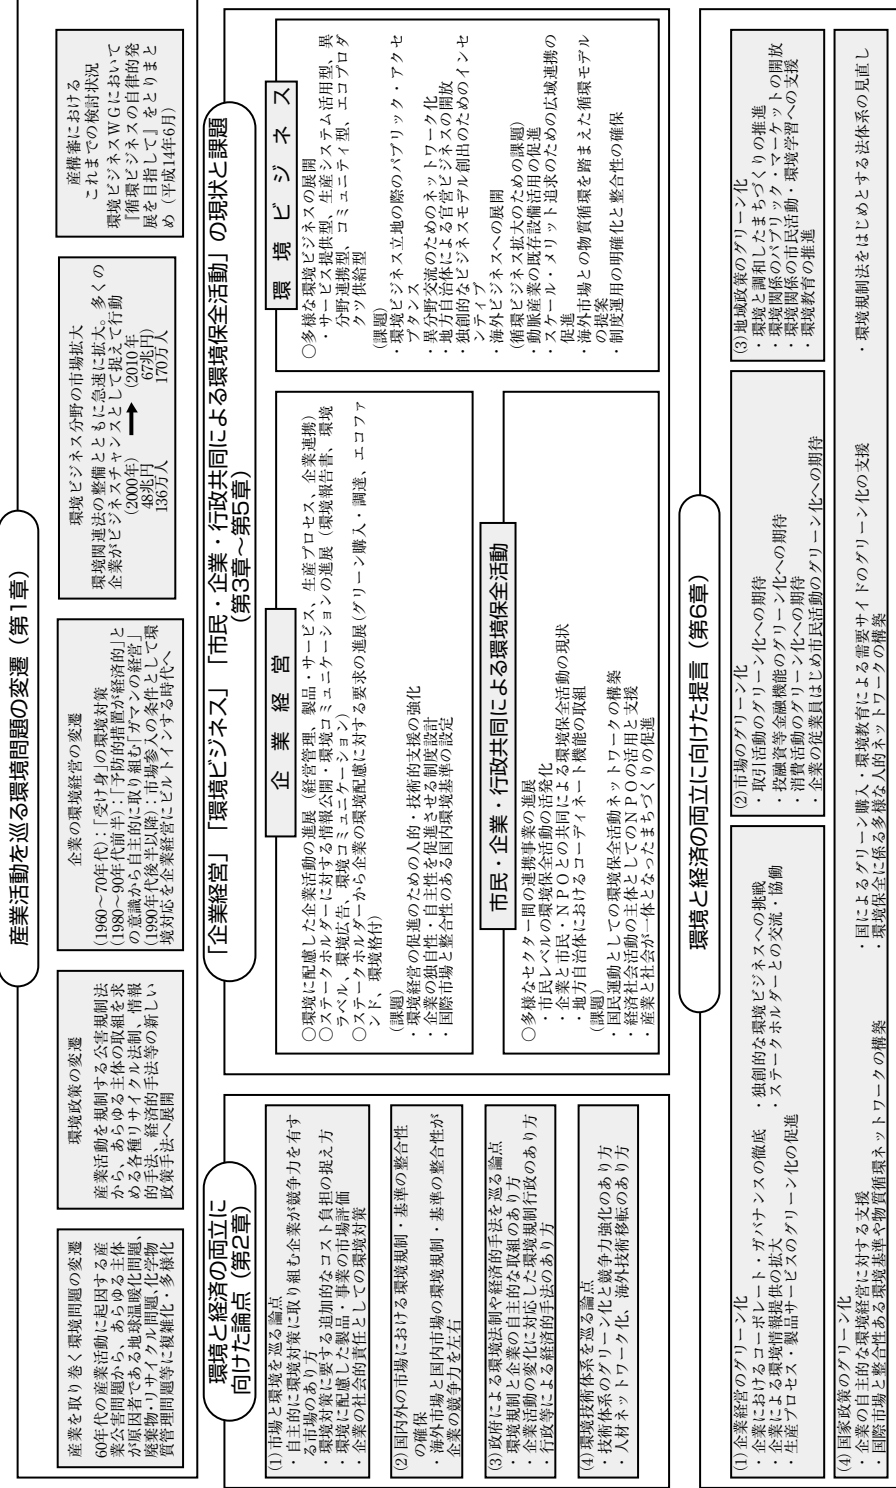 産業活動を巡る環境問題の変遷（第1章）
産業を取り巻く環境問題の変遷
60年代の産業活動に起因する産
業公害問題から、あらゆる主体
が原因者である地球温暖化問題、
廃棄物・リサイクル問題、化学物
質管理問題等に複雑化・多様化
環境政策の変遷
産業活動を規制する公害規制法
から、あらゆる主体の取組を求
める各種リサイクル法制、情報
的手法、経済的手法等の新しい
政策手法へ展開
企業の環境経営の変遷
(1960～70年代)：「受け身」の環境対策
(1980～90年代前半)：「予防的措置が経済的」と
の意識から自主的に取り組む「ガマンの経営」
(1990年代後半以降)：市場参入の条件として環
境対応を企業経営にビルトインする時代へ
環境ビジネス分野の市場拡大
環境関連法の整備とともに急速に拡大。多くの
企業がビジネスチャンスとして捉えて行動
(2000年) ➡ (2010年
48兆円 67兆円
136万人 170万人
産構審における
これまでの検討状況
環境ビジネスWGにおいて
『循環ビジネスの自律的発
展を目指して』をとりまと
め（平成14年6月）
環境と経済の両立に
向けた論点（第2章）
(1) 市場と環境を巡る論点
・自主的に環境対策に取り組む企業が競争力を有す
る市場のあり方
・環境対策に要する追加的なコスト負担の捉え方
・環境に配慮した製品・事業の市場評価
・企業の社会的責任としての環境対策
(2) 国内外の市場における環境規制・基準の整合性
の確保
・海外市場と国内市場の環境規制・基準の整合性が
企業の競争力を左右
(3) 政府による環境法制や経済的手法を巡る論点
・環境規制と企業の自主的な取組のあり方
・企業活動の変化に対応した環境規制行政のあり方
・行政等による経済的手法のあり方
(4) 環境技術体系を巡る論点
・技術体系のグリーン化と競争力強化のあり方
・人材ネットワーク化、海外技術移転のあり方
「企業経営」「環境ビジネス」「市民・企業・行政共同による環境保全活動」の現状と課題
（第3章～第5章）
企業経営
○環境に配慮した企業活動の進展（経営管理、製品・サービス、生産プロセス、企業連携）
○ステークホルダーに対する情報公開・環境コミュニケーションの進展（環境報告書、環境
ラベル、環境広告、環境コミュニケーション）
○ステークホルダーから企業の環境配慮に対する要求の進展（グリーン購入・調達、エコファ
ンド、環境格付）
(課題)
・環境経営の促進のための人的・技術的支援の強化
・企業の独自性・自主性を促進させる制度設計
・国際市場と整合性のある国内環境基準の設定
市民・企業・行政共同による環境保全活動
○多様なセクター間の連携事業の進展
・市民レベルの環境保全活動の活発化
・企業と市民・NPOとの共同による環境保全活動の現状
・地方自治体におけるコーディネート機能の取組
(課題)
・国民運動としての環境保全活動ネットワークの構築
・経済社会活動の主体としてのNPOの活用と支援
・産業と社会が一体となったまちづくりの促進
環境ビジネス
○多様な環境ビジネスの展開
・サービス提供型、生産システム活用型、異
分野連携型、コミュニティ型、エコプロダ
クツ供給型
(課題)
・環境ビジネス立地の際のパブリック・アクセ
プタンス
・異分野交流のためのネットワーク化
・地方自治体による官営ビジネスの開放
・独創的なビジネスモデル創出のためのインセ
ンティブ
・海外ビジネスへの展開
(循環ビジネス拡大のための課題)
・動脈産業の既存設備活用の促進
・スケール・メリット追求のための広域連携の
促進
・海外市場との物質循環を踏まえた循環モデル
の提案
・制度運用の明確化と整合性の確保
環境と経済の両立に向けた提言（第6章）
(1) 企業経営のグリーン化
・企業におけるコーポレート・ガバナンスの徹底 ・独創的な環境ビジネスへの挑戦
・企業による環境情報提供の拡大 ・ステークホルダーとの交流・協働
・生産プロセス・製品サービスのグリーン化の促進
(2) 市場のグリーン化
・取引活動のグリーン化への期待
・投融資等金融機能のグリーン化への期待
・消費活動のグリーン化への期待
・企業の従業員はじめ市民活動のグリーン化への期待
(3) 地域政策のグリーン化
・環境と調和したまちづくりの推進
・環境関係のパブリック・マーケットの開放
・環境関係の市民活動・環境学習への支援
・環境教育の推進
(4) 国家政策のグリーン化
・企業の自主的な環境経営に対する支援 ・国によるグリーン購入・環境教育による需要サイドのグリーン化の支援 ・環境規制法をはじめとする法体系の見直し
・国際市場と整合性ある環境基準や物質循環ネットワークの構築 ・環境保全に係る多様な人的ネットワークの構築